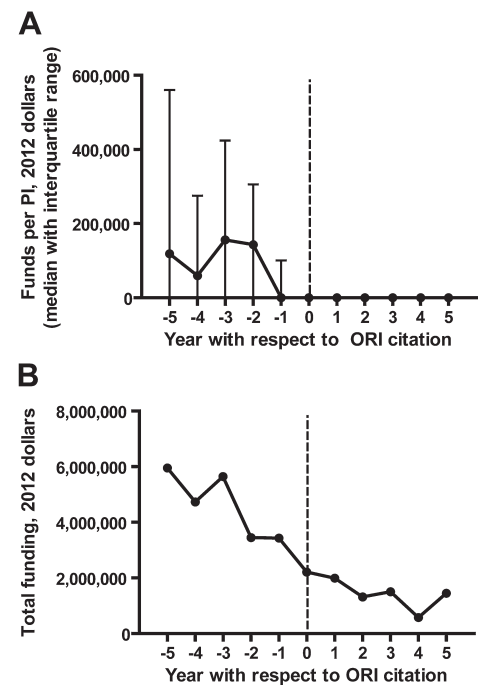 A
Funds per PI, 2012 dollars
(median with interquartile range)
600,000
400,000
200,000
0
-5 -4 -3 -2 -1 0 1 2 3 4 5
Year with respect to ORI citation
B
Total funding, 2012 dollars
8,000,000
6,000,000
4,000,000
2,000,000
0
-5 -4 -3 -2 -1 0 1 2 3 4 5
Year with respect to ORI citation